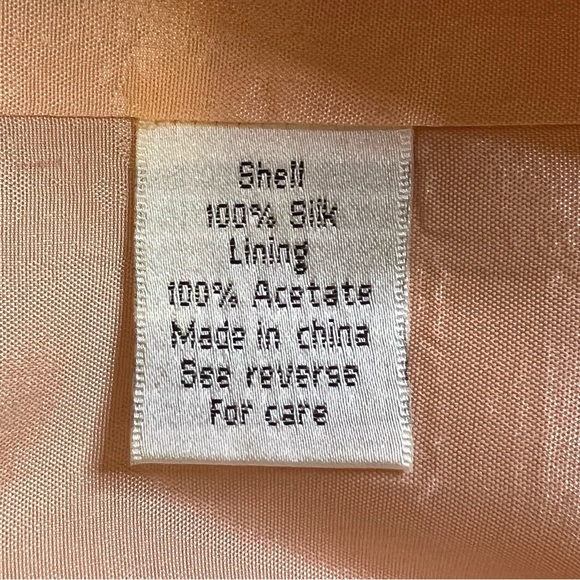 Shell
100% Silk
Lining
100% Acetate
Made in china
See reverse
For care